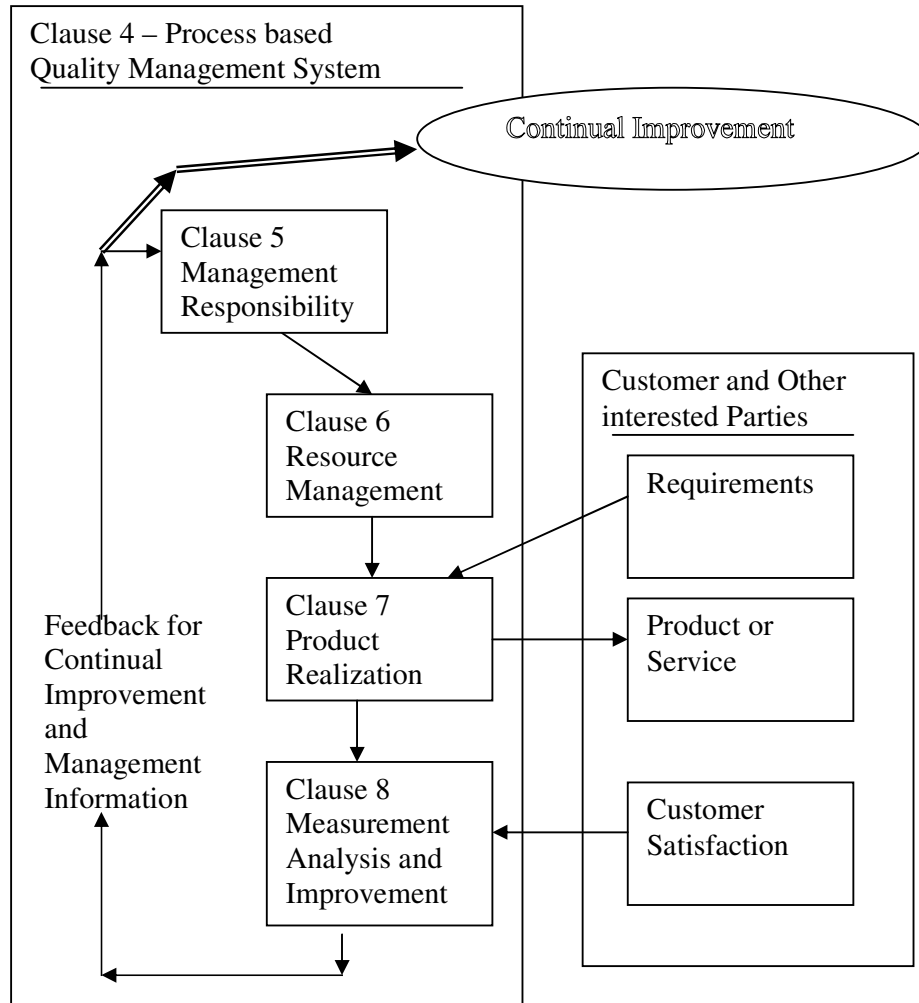 Clause 4 – Process based
Quality Management System
Continual Improvement
Clause 5
Management
Responsibility
Customer and Other
interested Parties
Clause 6
Resource
Management
Requirements
Clause 7
Product
Realization
Product or
Service
Feedback for
Continual
Improvement
and
Management
Information
Clause 8
Measurement
Analysis and
Improvement
Customer
Satisfaction